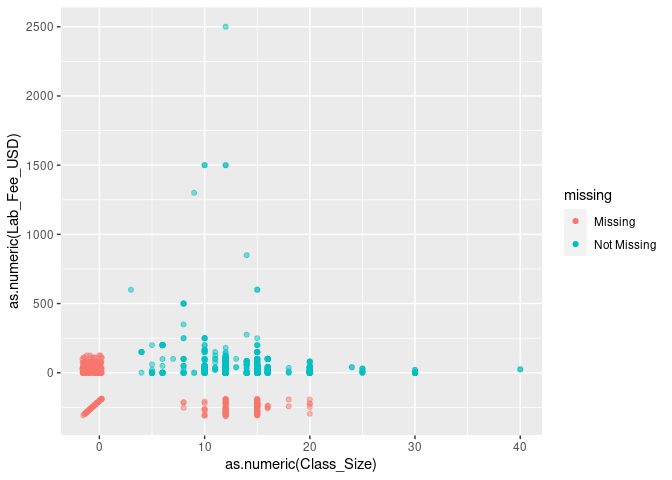 2500
2000
1500
1000
500
0
as.numeric(Lab_Fee_USD)
0 10 20 30 40
as.numeric(Class_Size)
missing
Missing
Not Missing